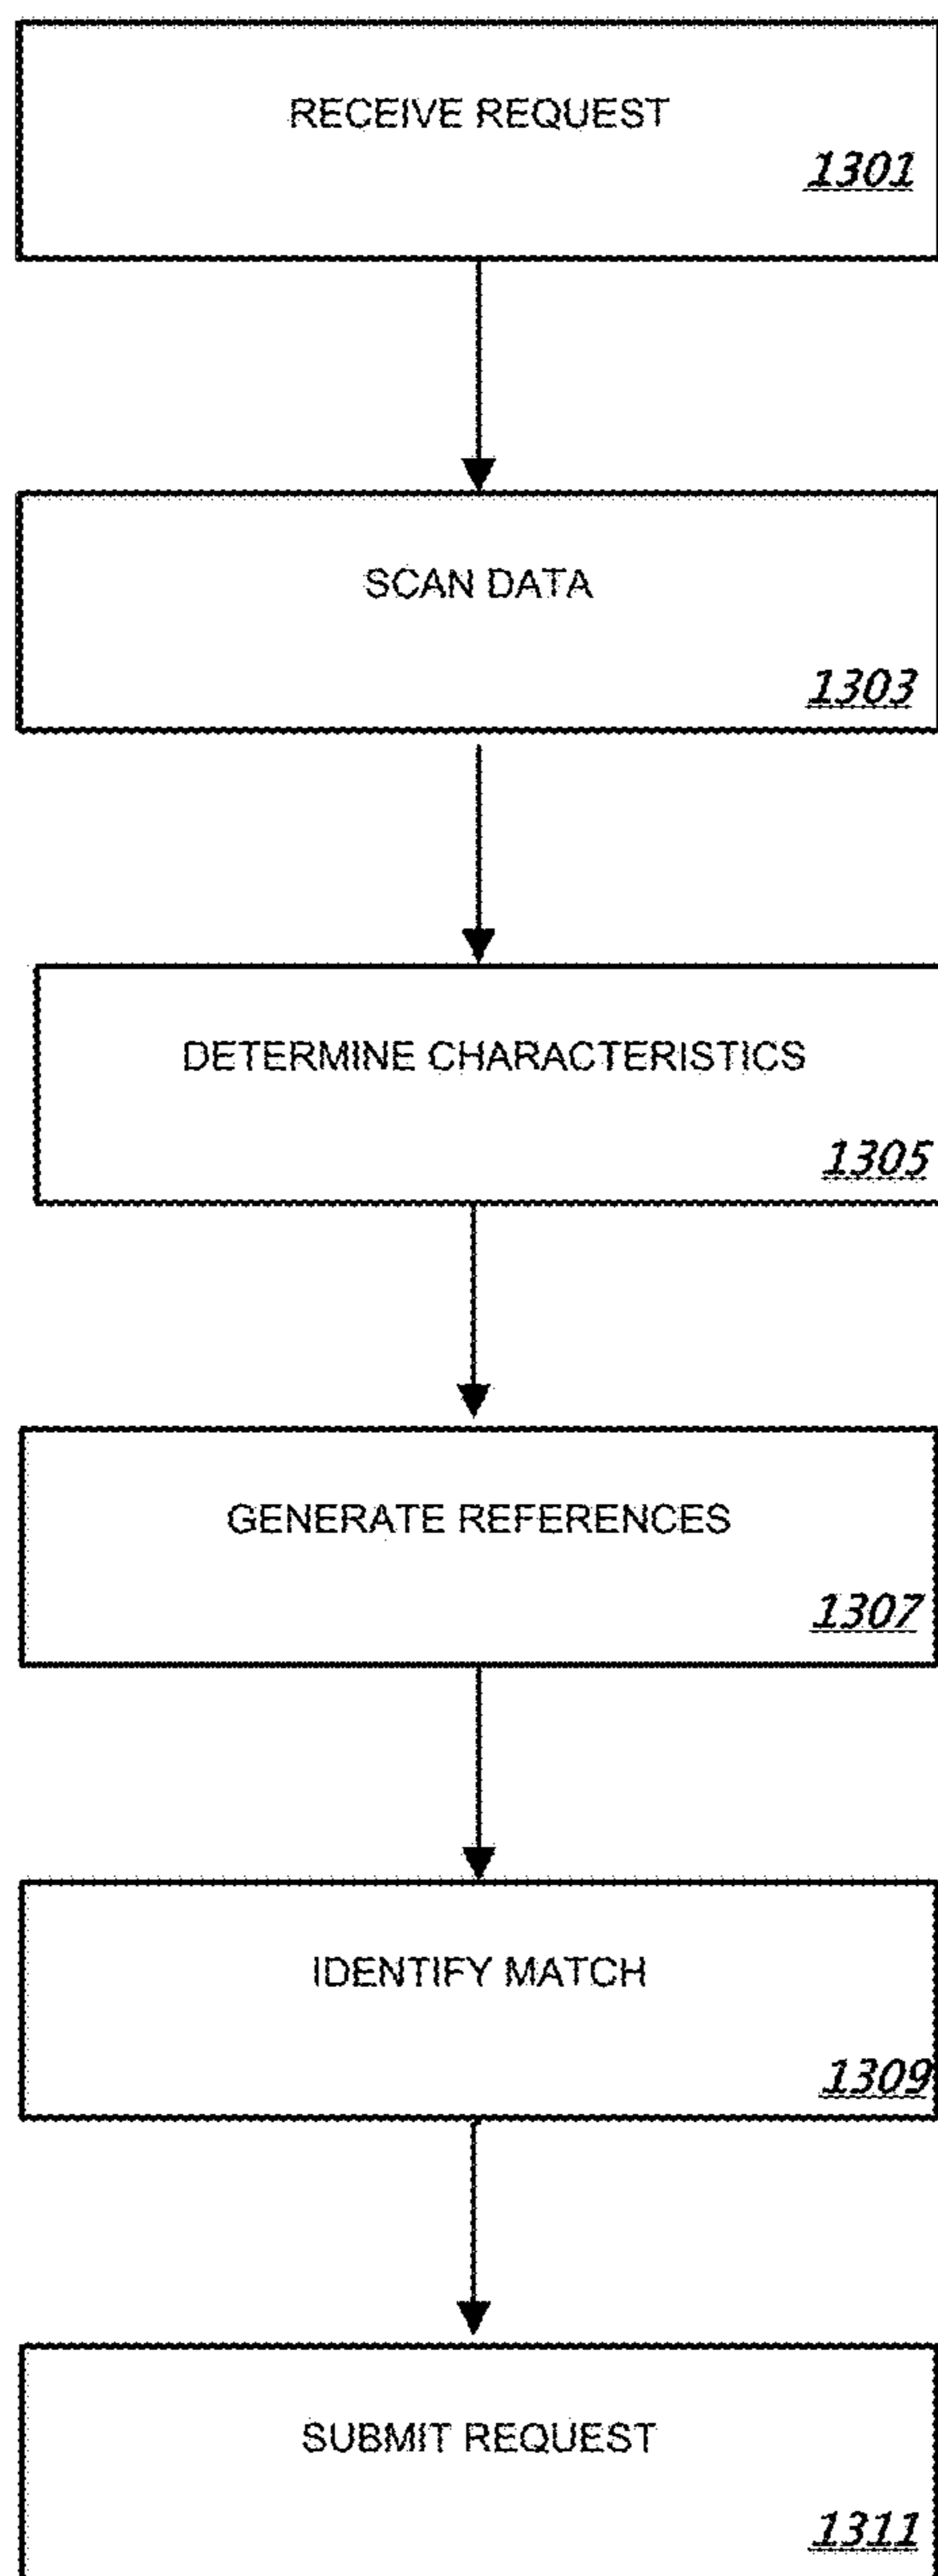 RECEIVE REQUEST
1301
SCAN DATA
1303
DETERMINE CHARACTERISTICS
1305
GENERATE REFERENCES
1307
IDENTIFY MATCH
1309
SUBMIT REQUEST
1311